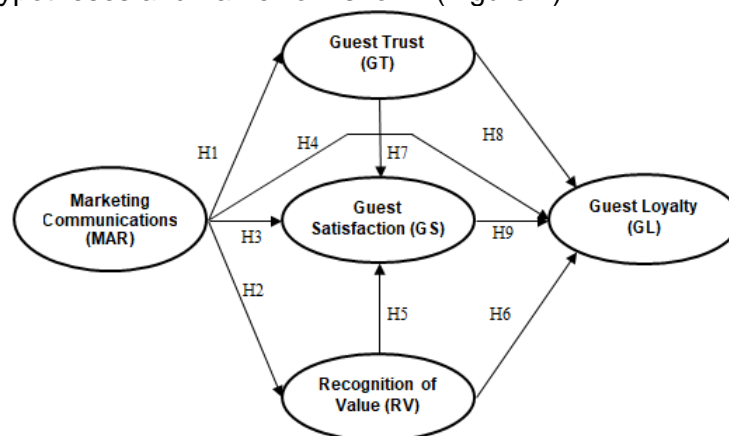 Guest Trust
(GT)
H1
H4
H7
H8
Marketing
Communications
(MAR)
Guest
Satisfaction (GS)
Guest Loyalty
(GL)
H3
H9
H2
H5
H6
Recognition of
Value (RV)